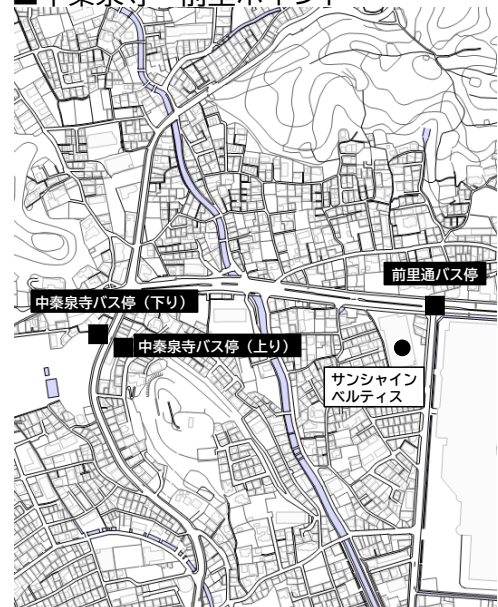 ■中秦泉寺・前里ポイント
前里通バス停
中秦泉寺バス停（下り）
中秦泉寺バス停（上り）
サンシャイン
ベルティス